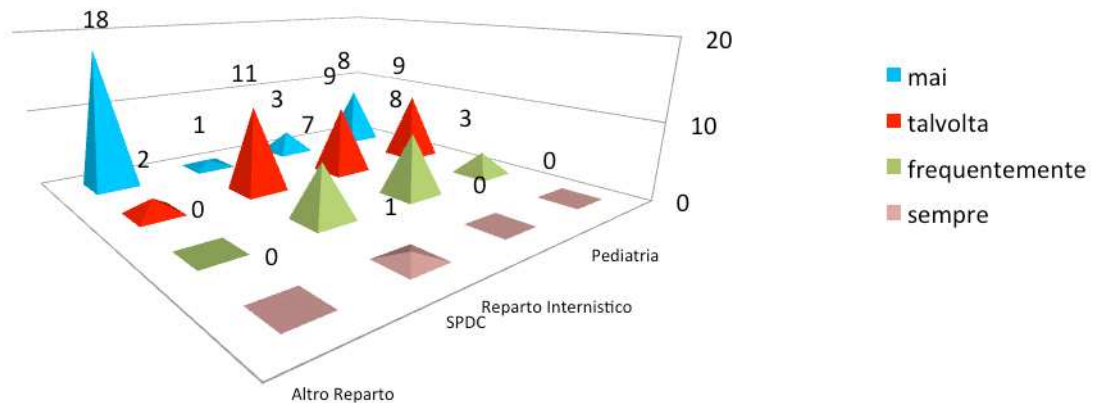 18
20
8
9
11
9
mai
3
8
3
10
talvolta
1
7
2
0
frequentemente
0
0
0
1
sempre
0
Pediatria
Reparto Internistico
SPDC
Altro Reparto